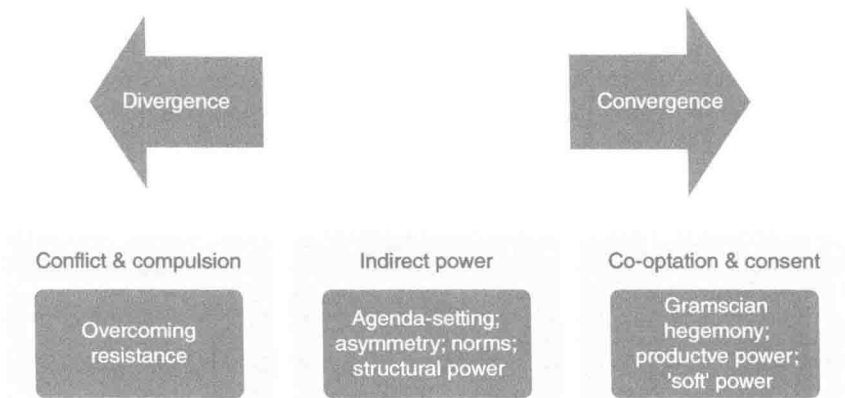 Divergence
Convergence
Conflict & compulsion
Indirect power
Co-optation & consent
Overcoming
resistance
Agenda-setting;
asymmetry; norms;
structural power
Gramscian
hegemony;
productve power;
'soft' power